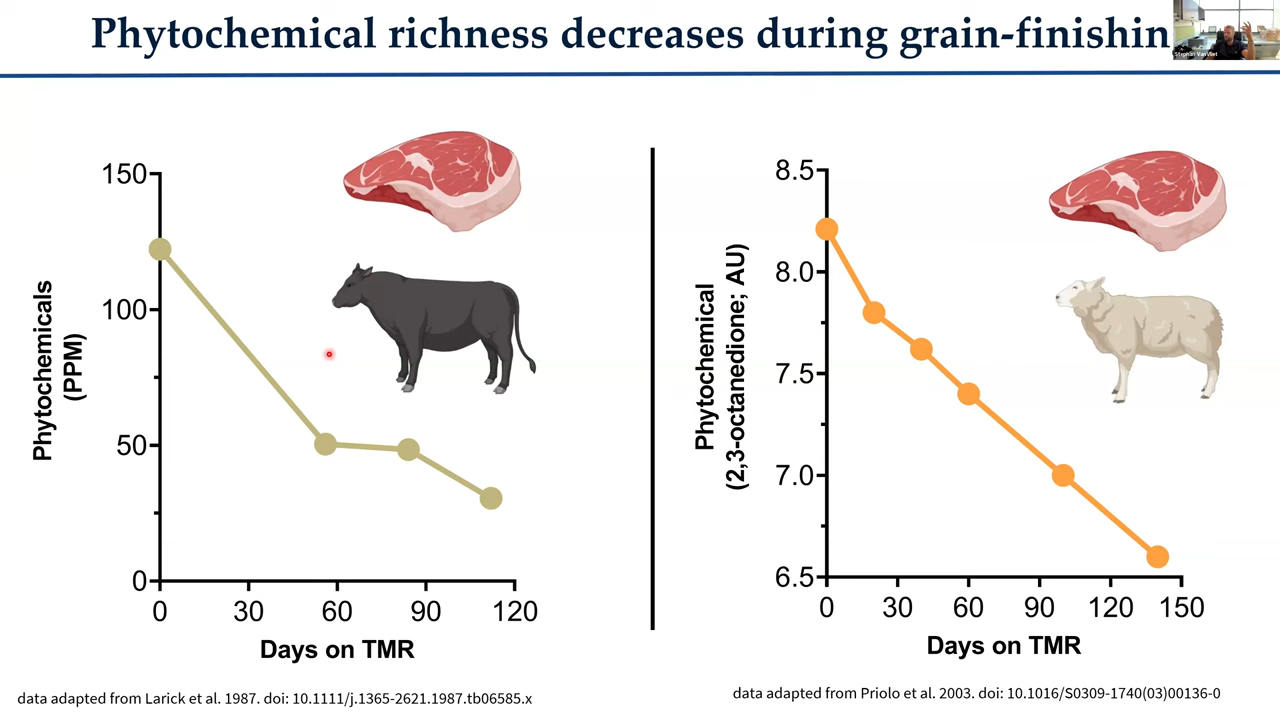 Phytochemical richness decreases during grain-finishin
Stephan VanVliet
Phytochemicals
(PPM)
150
100
50
0
0 30 60 90 120
Days on TMR
data adapted from Larick et al. 1987. doi: 10.1111/j.1365-2621.1987.tb06585.x
Phytochemical
(2,3-octanedione; AU)
8.5
8.0
7.5
7.0
6.5
0 30 60 90 120 150
Days on TMR
data adapted from Priolo et al. 2003. doi: 10.1016/S0309-1740(03)00136-0